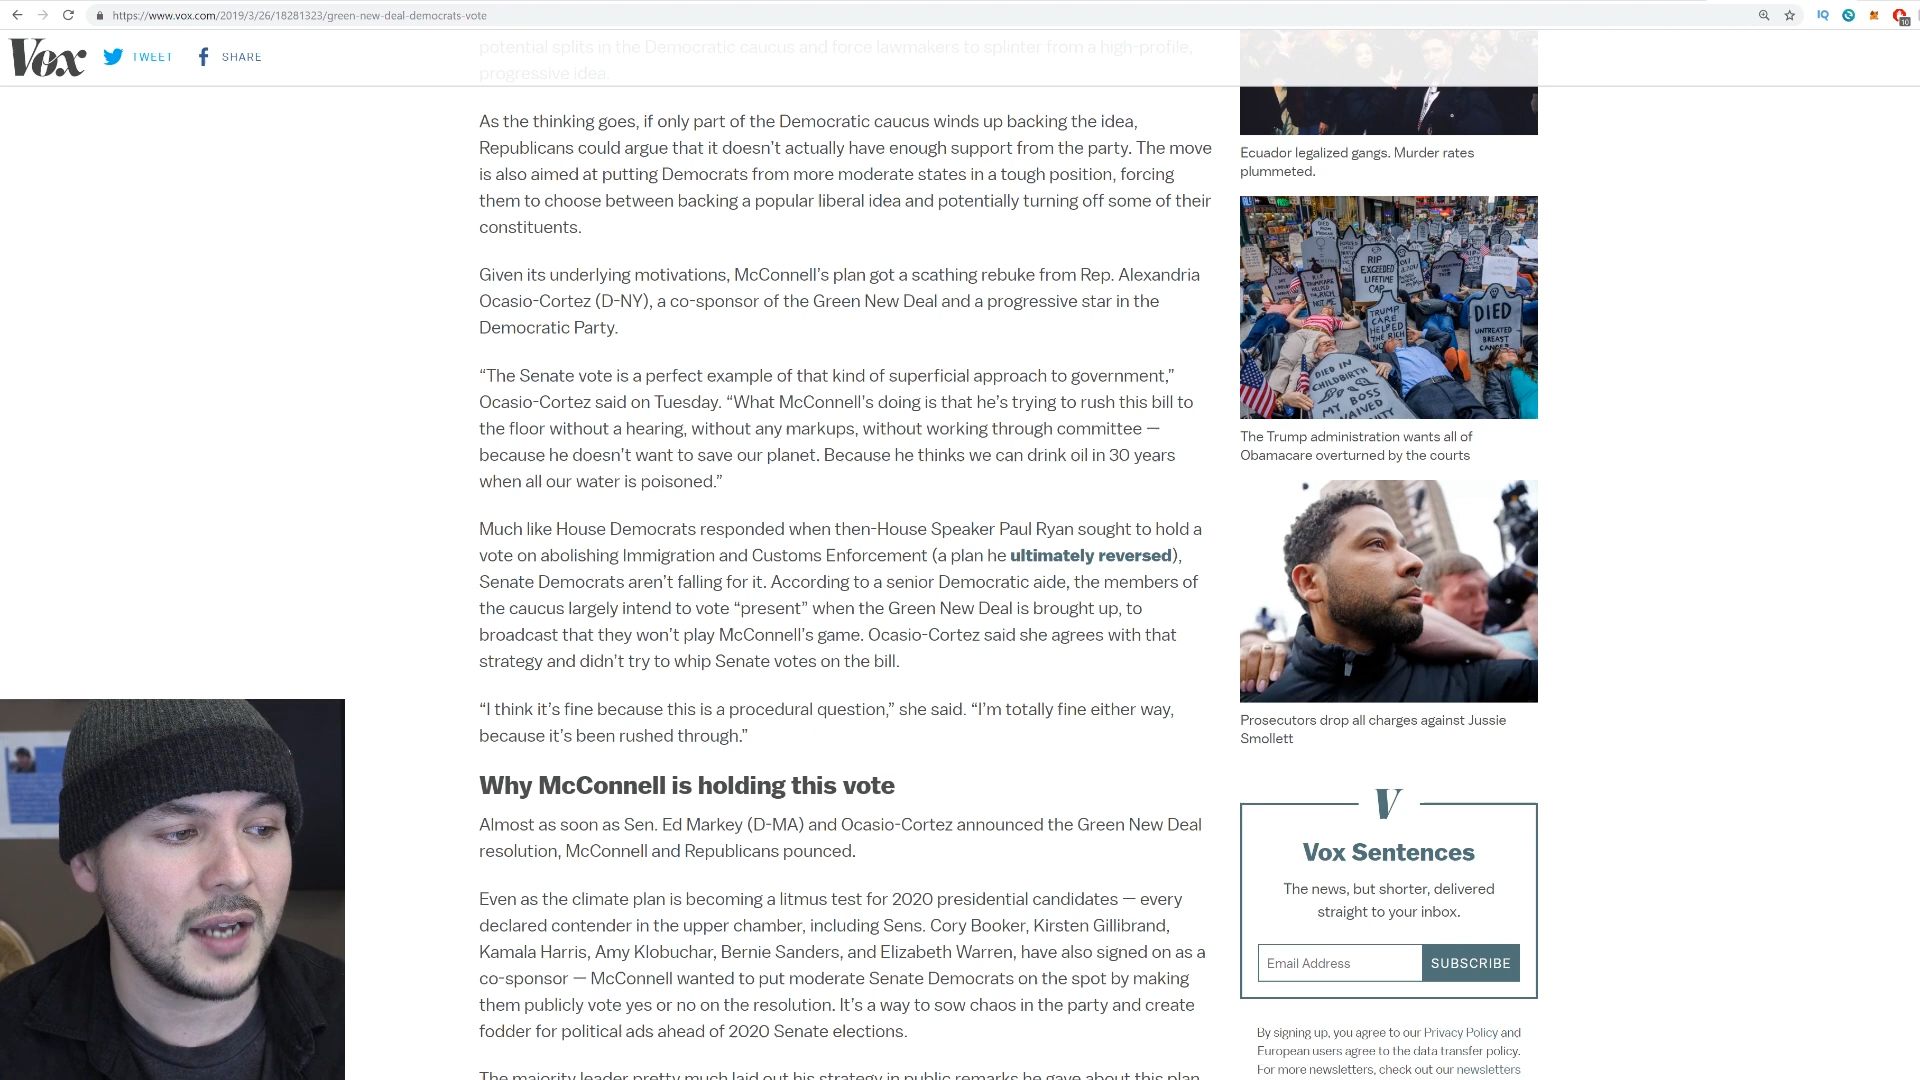 https://www.vox.com/2019/3/26/18281323/green-new-deal-democrats-vote
IQ
10
Vox
TWEET
SHARE
potential splits in the Democratic caucus and force lawmakers to splinter from a high-profile,
progressive idea.
As the thinking goes, if only part of the Democratic caucus winds up backing the idea,
Republicans could argue that it doesn’t actually have enough support from the party. The move
is also aimed at putting Democrats from more moderate states in a tough position, forcing
them to choose between backing a popular liberal idea and potentially turning off some of their
constituents.
Given its underlying motivations, McConnell’s plan got a scathing rebuke from Rep. Alexandria
Ocasio-Cortez (D-NY), a co-sponsor of the Green New Deal and a progressive star in the
Democratic Party.
“The Senate vote is a perfect example of that kind of superficial approach to government,”
Ocasio-Cortez said on Tuesday. “What McConnell’s doing is that he’s trying to rush this bill to
the floor without a hearing, without any markups, without working through committee —
because he doesn’t want to save our planet. Because he thinks we can drink oil in 30 years
when all our water is poisoned.”
Much like House Democrats responded when then-House Speaker Paul Ryan sought to hold a
vote on abolishing Immigration and Customs Enforcement (a plan he ultimately reversed),
Senate Democrats aren’t falling for it. According to a senior Democratic aide, the members of
the caucus largely intend to vote “present” when the Green New Deal is brought up, to
broadcast that they won’t play McConnell’s game. Ocasio-Cortez said she agrees with that
strategy and didn’t try to whip Senate votes on the bill.
“I think it’s fine because this is a procedural question,” she said. “I’m totally fine either way,
because it’s been rushed through.”
Why McConnell is holding this vote
Almost as soon as Sen. Ed Markey (D-MA) and Ocasio-Cortez announced the Green New Deal
resolution, McConnell and Republicans pounced.
Even as the climate plan is becoming a litmus test for 2020 presidential candidates — every
declared contender in the upper chamber, including Sens. Cory Booker, Kirsten Gillibrand,
Kamala Harris, Amy Klobuchar, Bernie Sanders, and Elizabeth Warren, have also signed on as a
co-sponsor — McConnell wanted to put moderate Senate Democrats on the spot by making
them publicly vote yes or no on the resolution. It’s a way to sow chaos in the party and create
fodder for political ads ahead of 2020 Senate elections.
The majority leader pretty much laid out his strategy in public remarks he gave about this plan
Ecuador legalized gangs. Murder rates
plummeted.
RIP
EXCEEDED
LIFETIME
CAP
TRUMP
CARE
HELPED
THE RICH
DIED
UNTREATED
BREAST
CANCER
DIED IN
CHILDBIRTH
MY BOSS
WAIVED
The Trump administration wants all of
Obamacare overturned by the courts
Prosecutors drop all charges against Jussie
Smollett
V
Vox Sentences
The news, but shorter, delivered
straight to your inbox.
Email Address
SUBSCRIBE
By signing up, you agree to our Privacy Policy and
European users agree to the data transfer policy.
For more newsletters, check out our newsletters